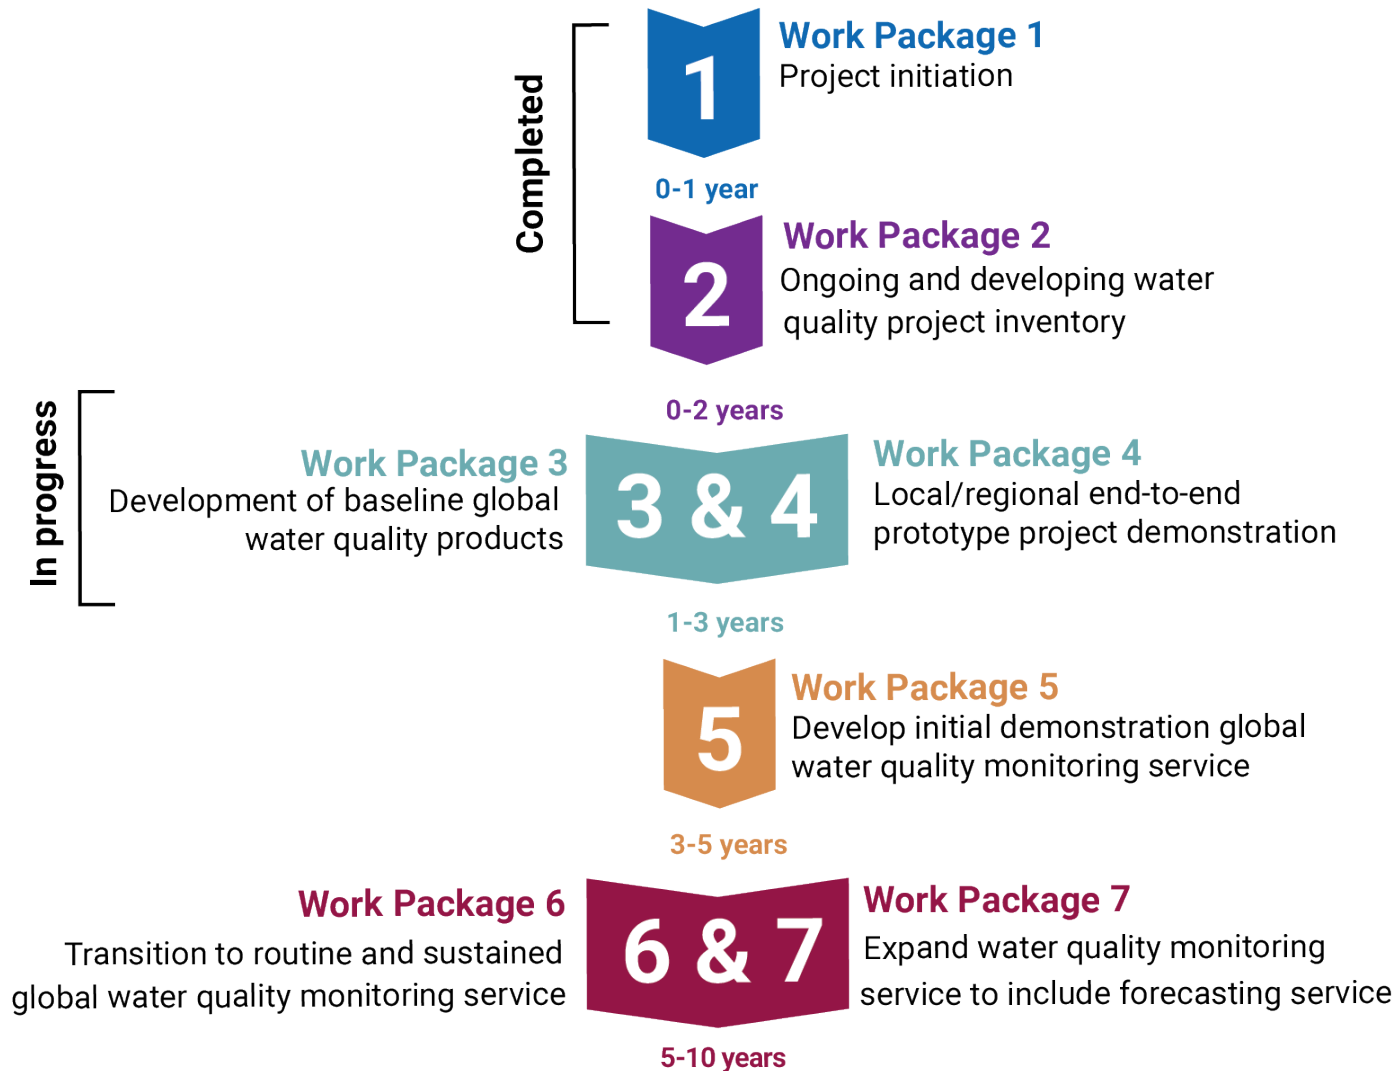 Completed
1
Work Package 1
Project initiation
0-1 year
2
Work Package 2
Ongoing and developing water
quality project inventory
0-2 years
In progress
Work Package 3
Development of baseline global
water quality products
3 & 4
Work Package 4
Local/regional end-to-end
prototype project demonstration
1-3 years
5
Work Package 5
Develop initial demonstration global
water quality monitoring service
3-5 years
Work Package 6
Transition to routine and sustained
global water quality monitoring service
6 & 7
Work Package 7
Expand water quality monitoring
service to include forecasting service
5-10 years